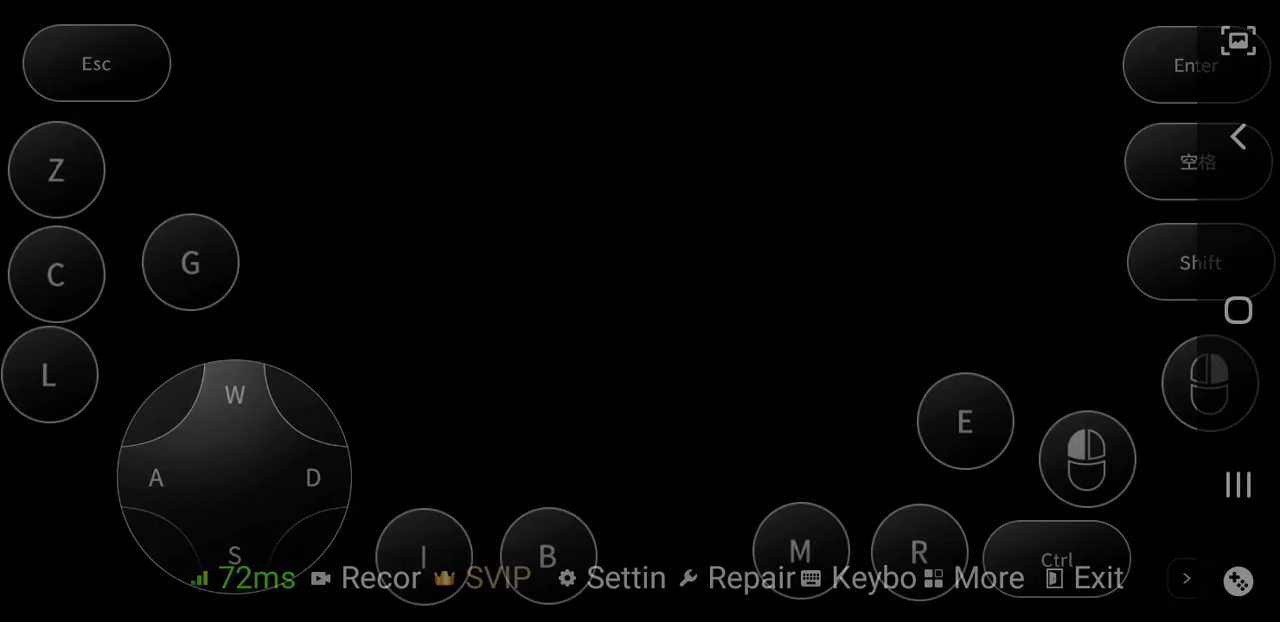 Esc
Enter
Z
空格
G
C
Shift
L
W
E
A
D
S
I
B
M
R
Ctrl
72ms Recor SVIP Settin Repair Keybo More Exit